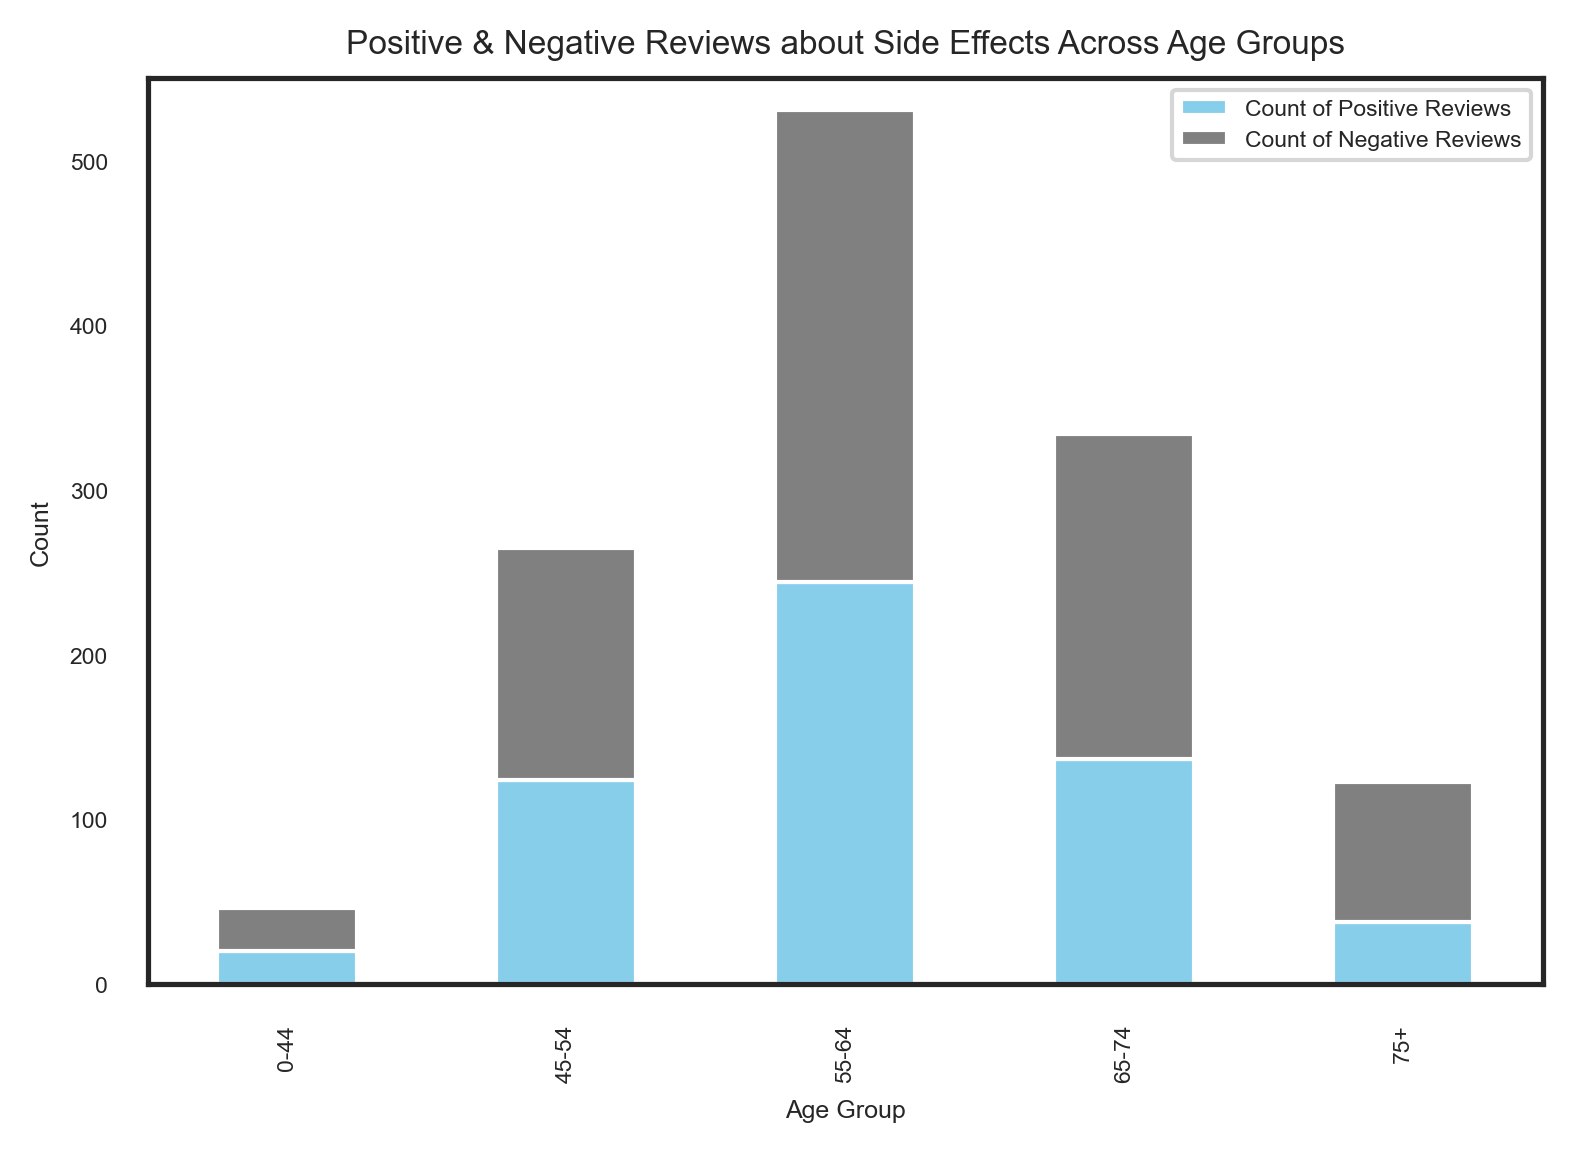 Positive & Negative Reviews about Side Effects Across Age Groups
Count of Positive Reviews
Count of Negative Reviews
500
400
300
200
100
0
Count
0-44
45-54
55-64
65-74
75+
Age Group